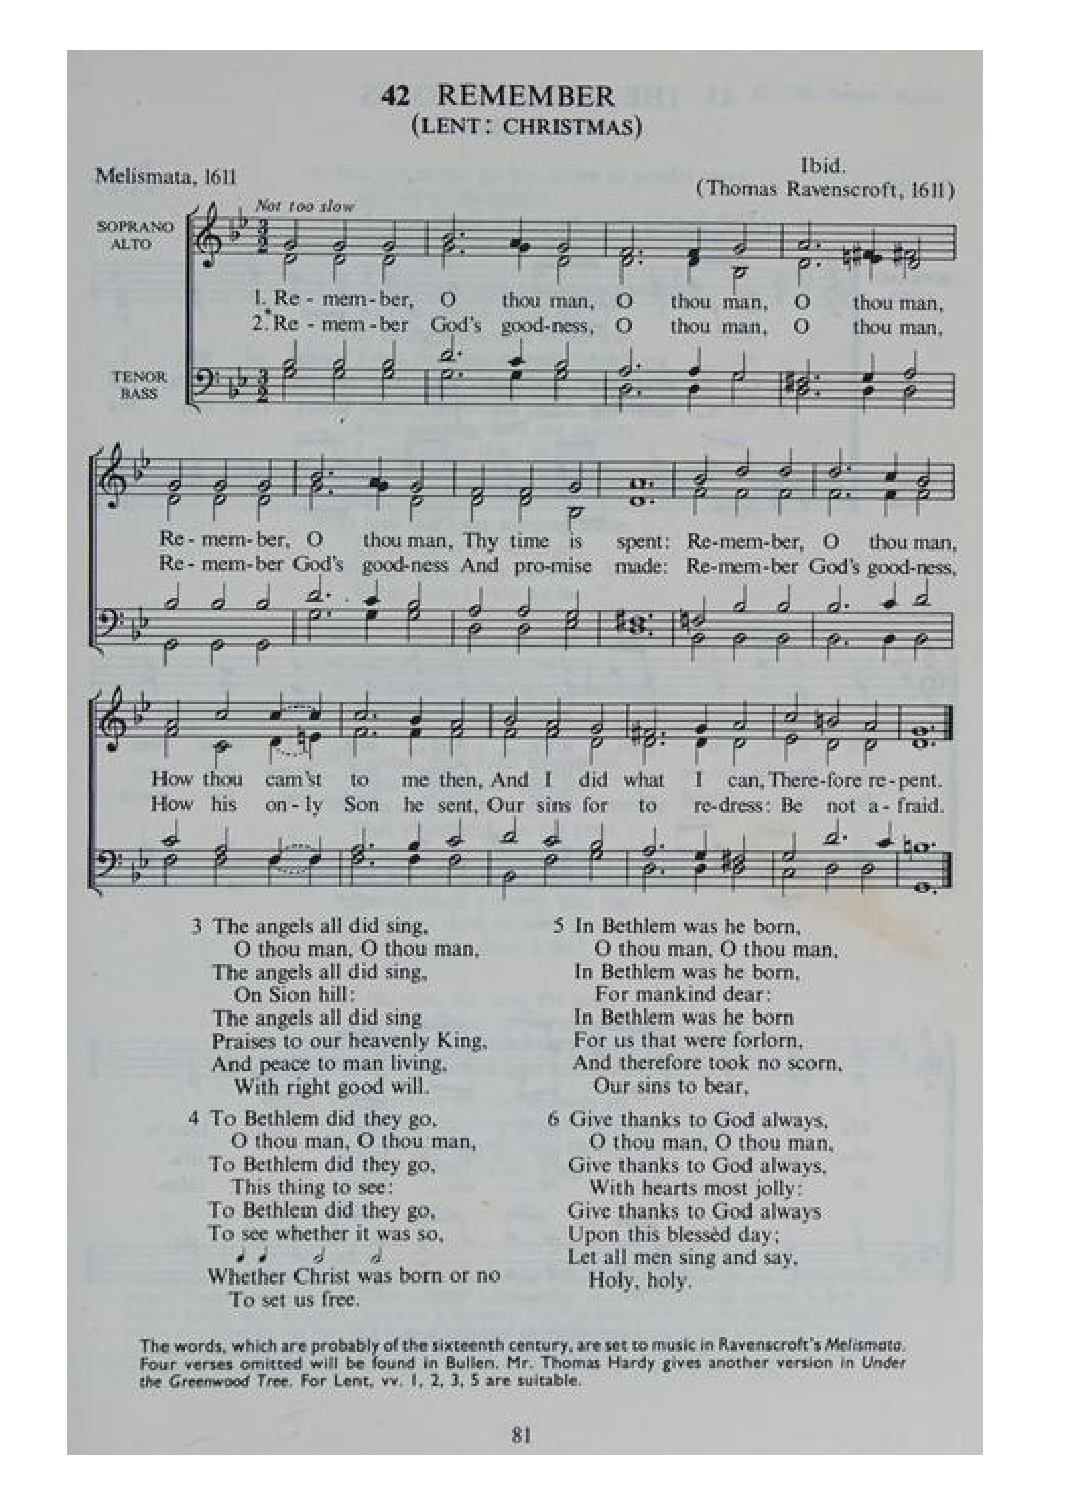 42 REMEMBER
(LENT: CHRISTMAS)
Melismata, 1611
Ibid.
(Thomas Ravenscroft, 1611)
Not too slow
SOPRANO
ALTO
1. Re - mem - ber, O thou man, O thou man, O thou man,
2.*Re - mem - ber God's good-ness, O thou man, O thou man,
TENOR
BASS
Re - mem-ber, O thou man, Thy time is spent: Re-mem-ber, O thou man,
Re - mem-ber God's good-ness And pro-mise made: Re-mem-ber God's good-ness,
How thou cam'st to me then, And I did what I can, There-fore re-pent.
How his on - ly Son he sent, Our sins for to re-dress: Be not a - fraid.
3 The angels all did sing,
O thou man, O thou man,
The angels all did sing,
On Sion hill:
The angels all did sing
Praises to our heavenly King,
And peace to man living,
With right good will.
4 To Bethlem did they go,
O thou man, O thou man,
To Bethlem did they go,
This thing to see:
To Bethlem did they go,
To see whether it was so,
Whether Christ was born or no
To set us free.
5 In Bethlem was he born,
O thou man, O thou man,
In Bethlem was he born,
For mankind dear:
In Bethlem was he born
For us that were forlorn,
And therefore took no scorn,
Our sins to bear,
6 Give thanks to God always,
O thou man, O thou man,
Give thanks to God always,
With hearts most jolly:
Give thanks to God always
Upon this blessèd day;
Let all men sing and say,
Holy, holy.
The words, which are probably of the sixteenth century, are set to music in Ravenscroft's Melismata.
Four verses omitted will be found in Bullen. Mr. Thomas Hardy gives another version in Under
the Greenwood Tree. For Lent, vv. 1, 2, 3, 5 are suitable.
81